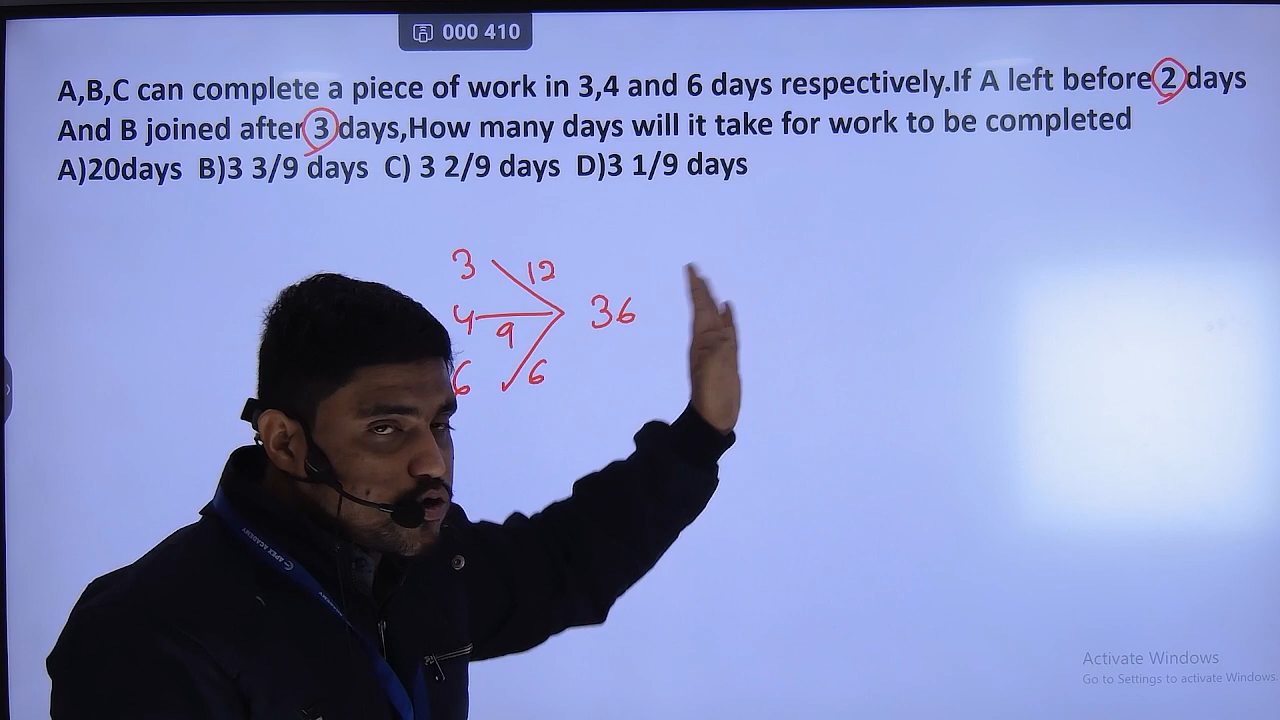 000 410
A,B,C can complete a piece of work in 3,4 and 6 days respectively.If A left before 2 days
And B joined after 3 days,How many days will it take for work to be completed
A)20days B)3 3/9 days C) 3 2/9 days D)3 1/9 days
3 12
4 9 36
6 6
APEX ACADEMY
Activate Windows
Go to Settings to activate Windows.